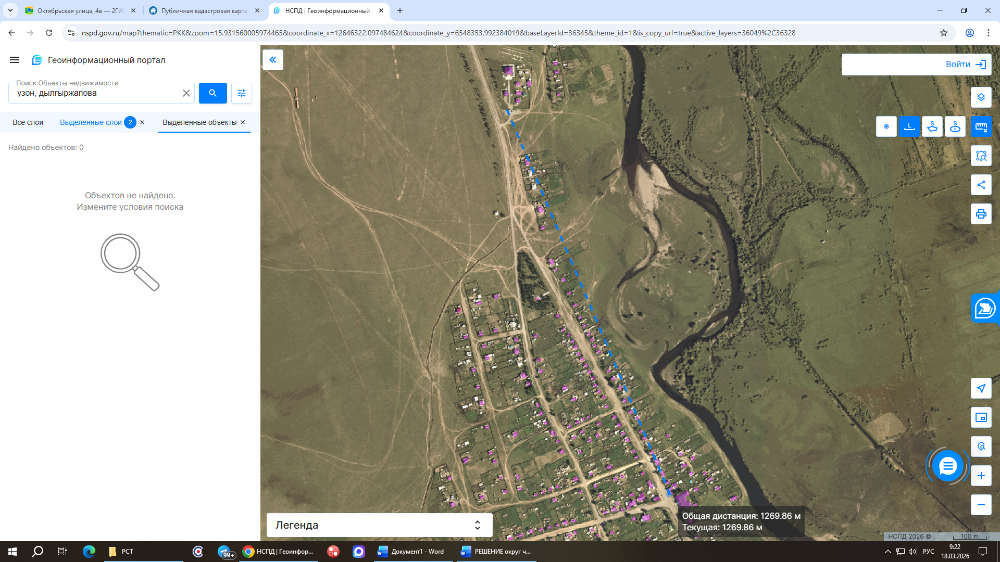 Октябрьская улица, 4в — 2ГИС
Публичная кадастровая карта
НСПД | Геоинформационный
nspd.gov.ru/map?thematic=PKK&zoom=15.931560005974465&coordinate_x=12646322.097484624&coordinate_y=6548353.992384019&baseLayerId=36345&theme_id=1&is_copy_url=true&active_layers=36049%2C36328
Геоинформационный портал
Войти
Поиск Объекты недвижимости
узон, дылгыржапова
Все слои
Выделенные слои 2
Выделенные объекты
Найдено объектов: 0
Объектов не найдено.
Измените условия поиска
L
S
S
Легенда
Общая дистанция: 1269.86 м
Текущая: 1269.86 м
НСПД 2026 ©
100 m
РСТ
99+
НСПД | Геоинфор...
Документ1 - Word
РЕШЕНИЕ округ ч...
РУС
9:22
18.03.2026